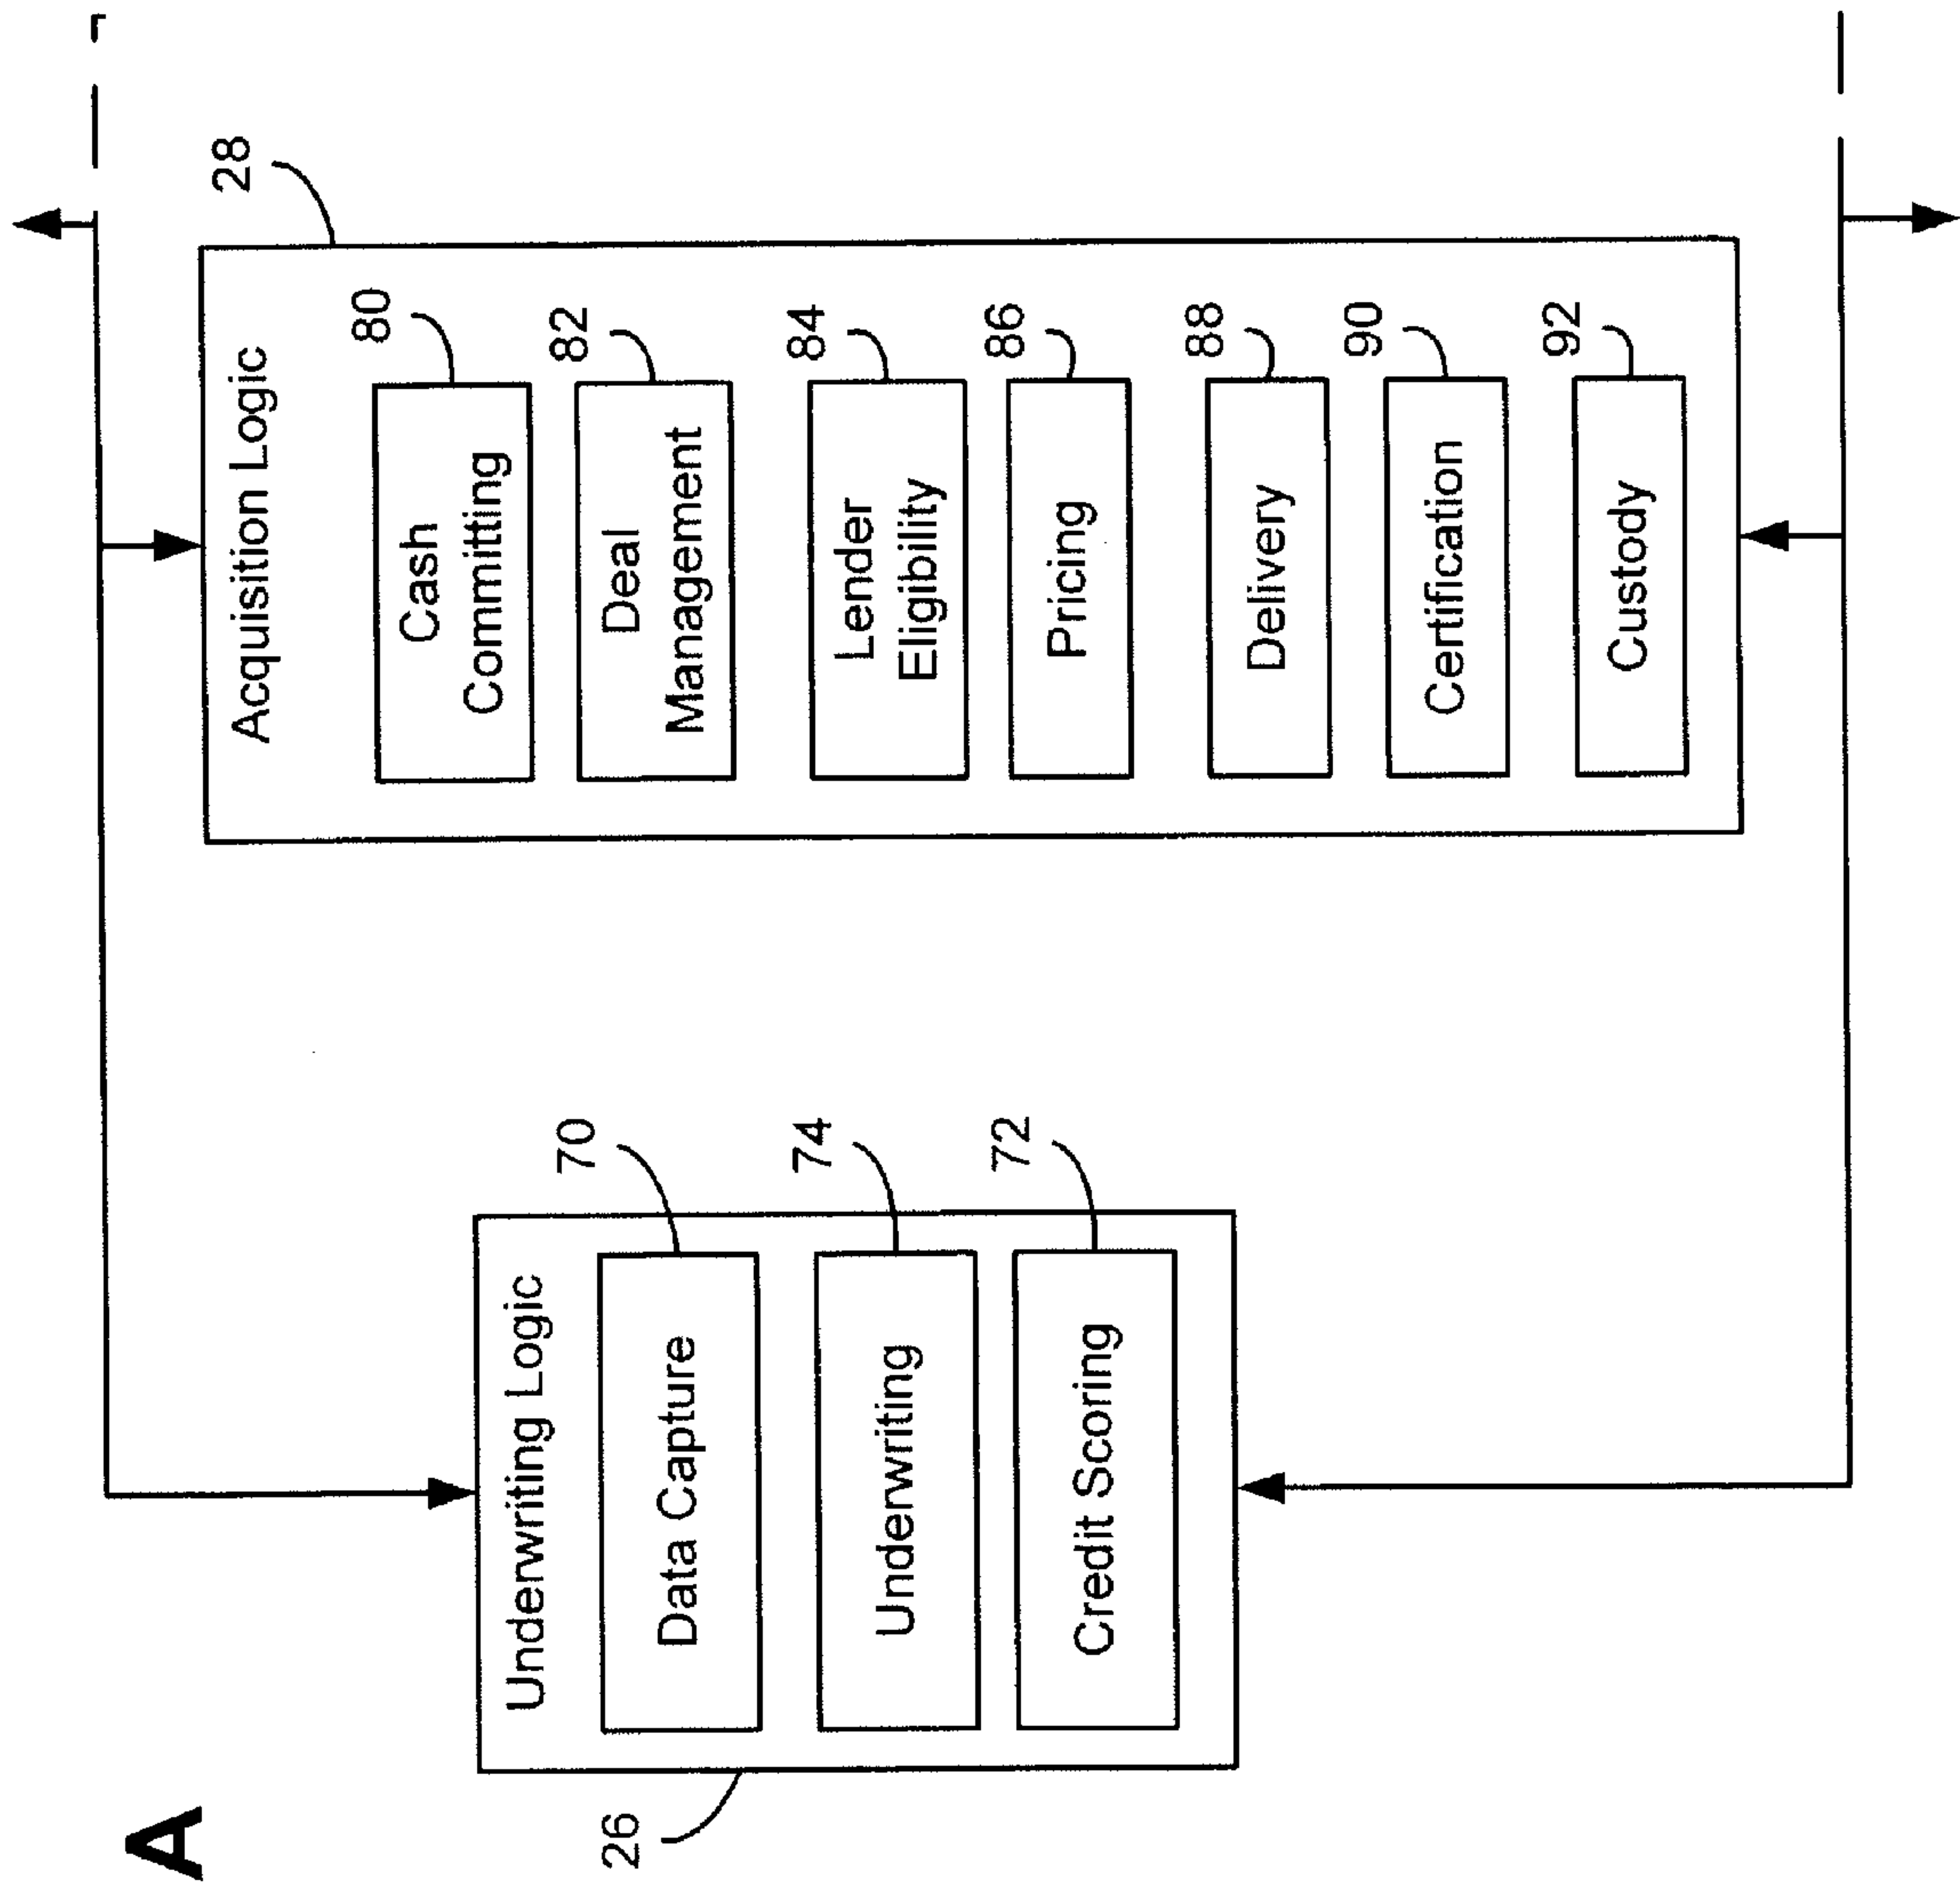 A
26
Underwriting Logic
70
Data Capture
74
Underwriting
72
Credit Scoring
28
Acquisition Logic
80
Cash
Committing
82
Deal
Management
84
Lender
Eligibility
86
Pricing
88
Delivery
90
Certification
92
Custody